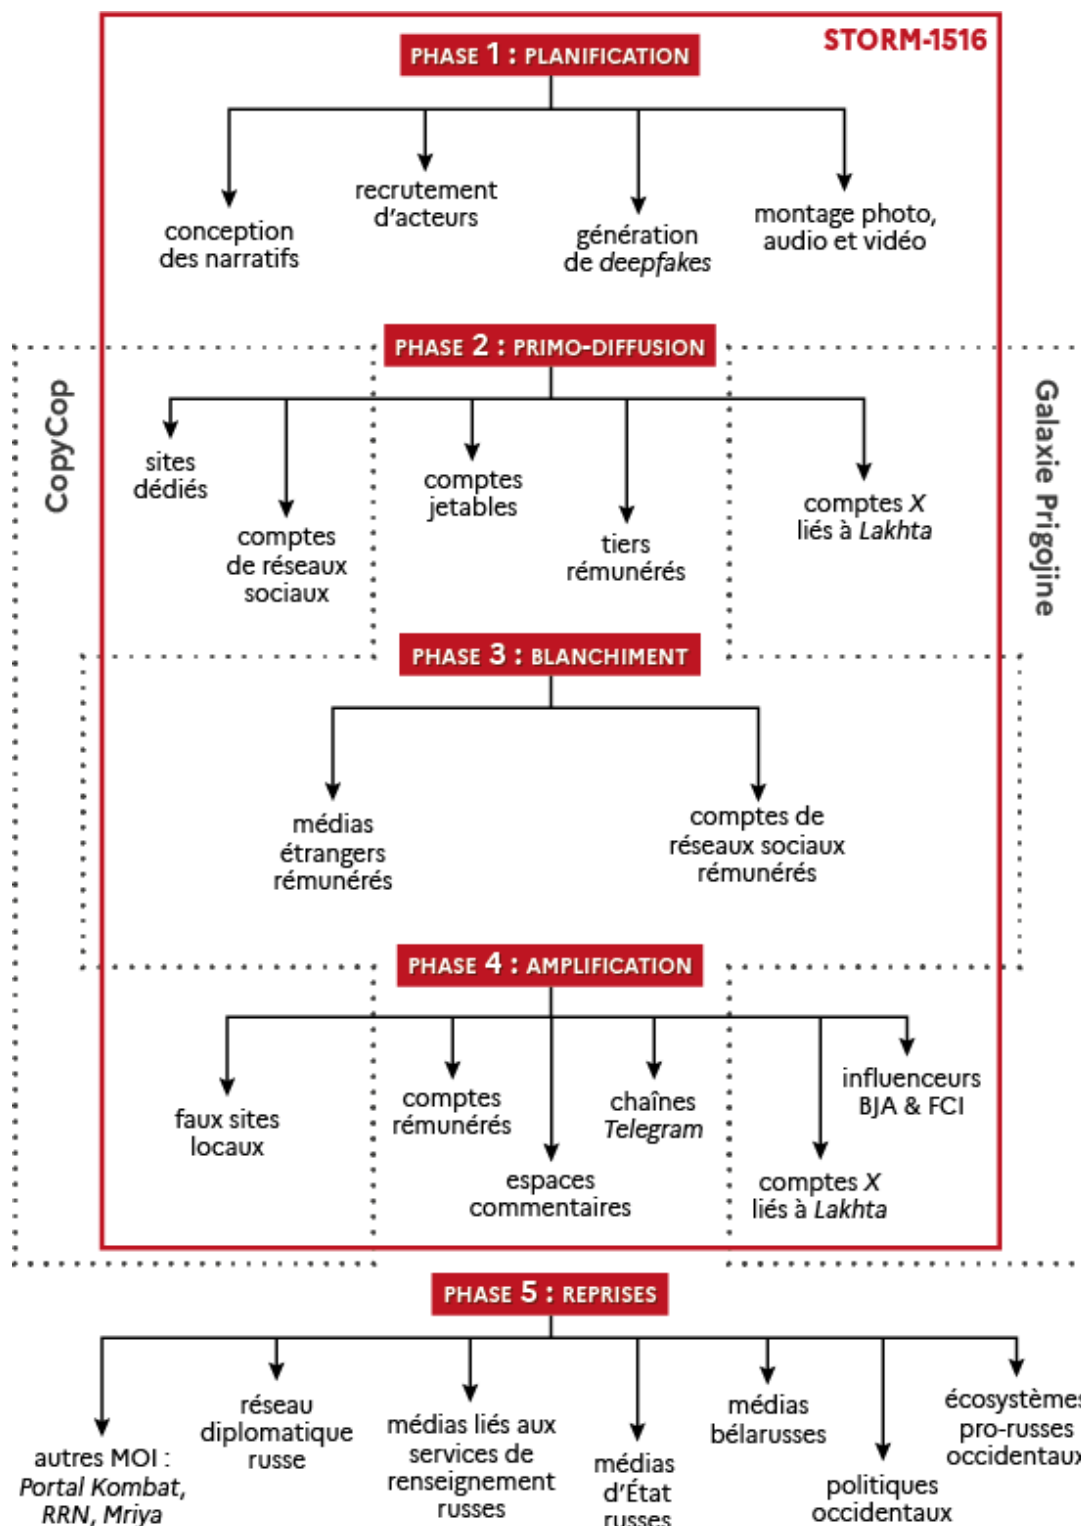 STORM-1516
PHASE 1 : PLANIFICATION
conception
des narratifs
recrutement
d'acteurs
génération
de deepfakes
montage photo,
audio et vidéo
CopyCop
Galaxie Prigojine
PHASE 2 : PRIMO-DIFFUSION
sites
dédiés
comptes
de réseaux
sociaux
comptes
jetables
tiers
rémunérés
comptes X
liés à Lakhta
PHASE 3 : BLANCHIMENT
médias
étrangers
rémunérés
comptes de
réseaux sociaux
rémunérés
PHASE 4 : AMPLIFICATION
faux sites
locaux
comptes
rémunérés
espaces
commentaires
chaînes
Telegram
comptes X
liés à Lakhta
influenceurs
BJA & FCI
PHASE 5 : REPRISES
autres MOI :
Portal Kombat,
RRN, Mriya
réseau
diplomatique
russe
médias liés aux
services de
renseignement
russes
médias
d'État
russes
médias
bélarusses
politiques
occidentaux
écosystèmes
pro-russes
occidentaux